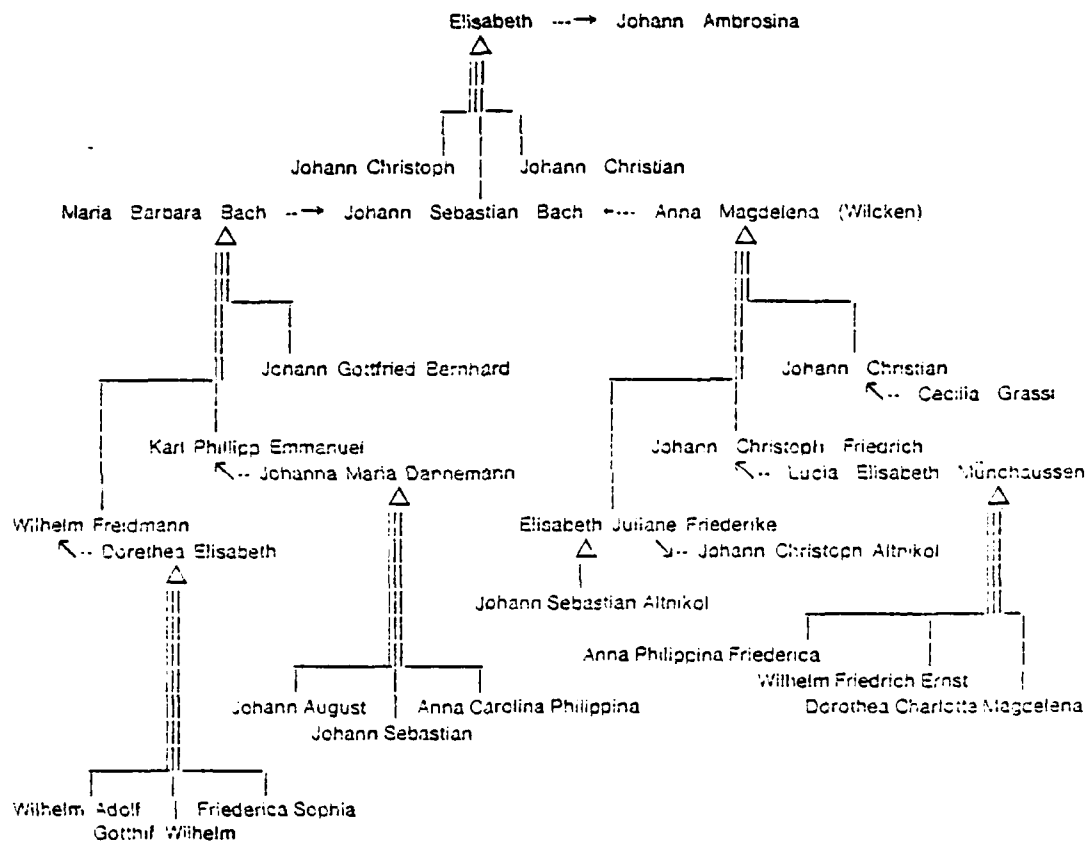 Elisabeth ---→ Johann Ambrosina
Johann Christoph Johann Christian
Maria Barbara Bach --→ Johann Sebastian Bach ←--- Anna Magdelena (Wilcken)
Johann Gottfried Bernhard Johann Christian
Cecilia Grassi
Karl Phillipp Emmanuel Johann Christoph Friedrich
Johanna Maria Dannemann Lucia Elisabeth Münchaussen
Wilhelm Freidmann Elisabeth Juliane Friederike
Dorethea Elisabeth Johann Christoph Altnikol
Johann Sebastian Altnikol
Anna Philippina Friederica
Wilhelm Friedrich Ernst
Johann August Anna Carolina Philippina Dorothea Charlotte Magdelena
Johann Sebastian
Wilhelm Adolf Friederica Sophia
Gotthilf Wilhelm